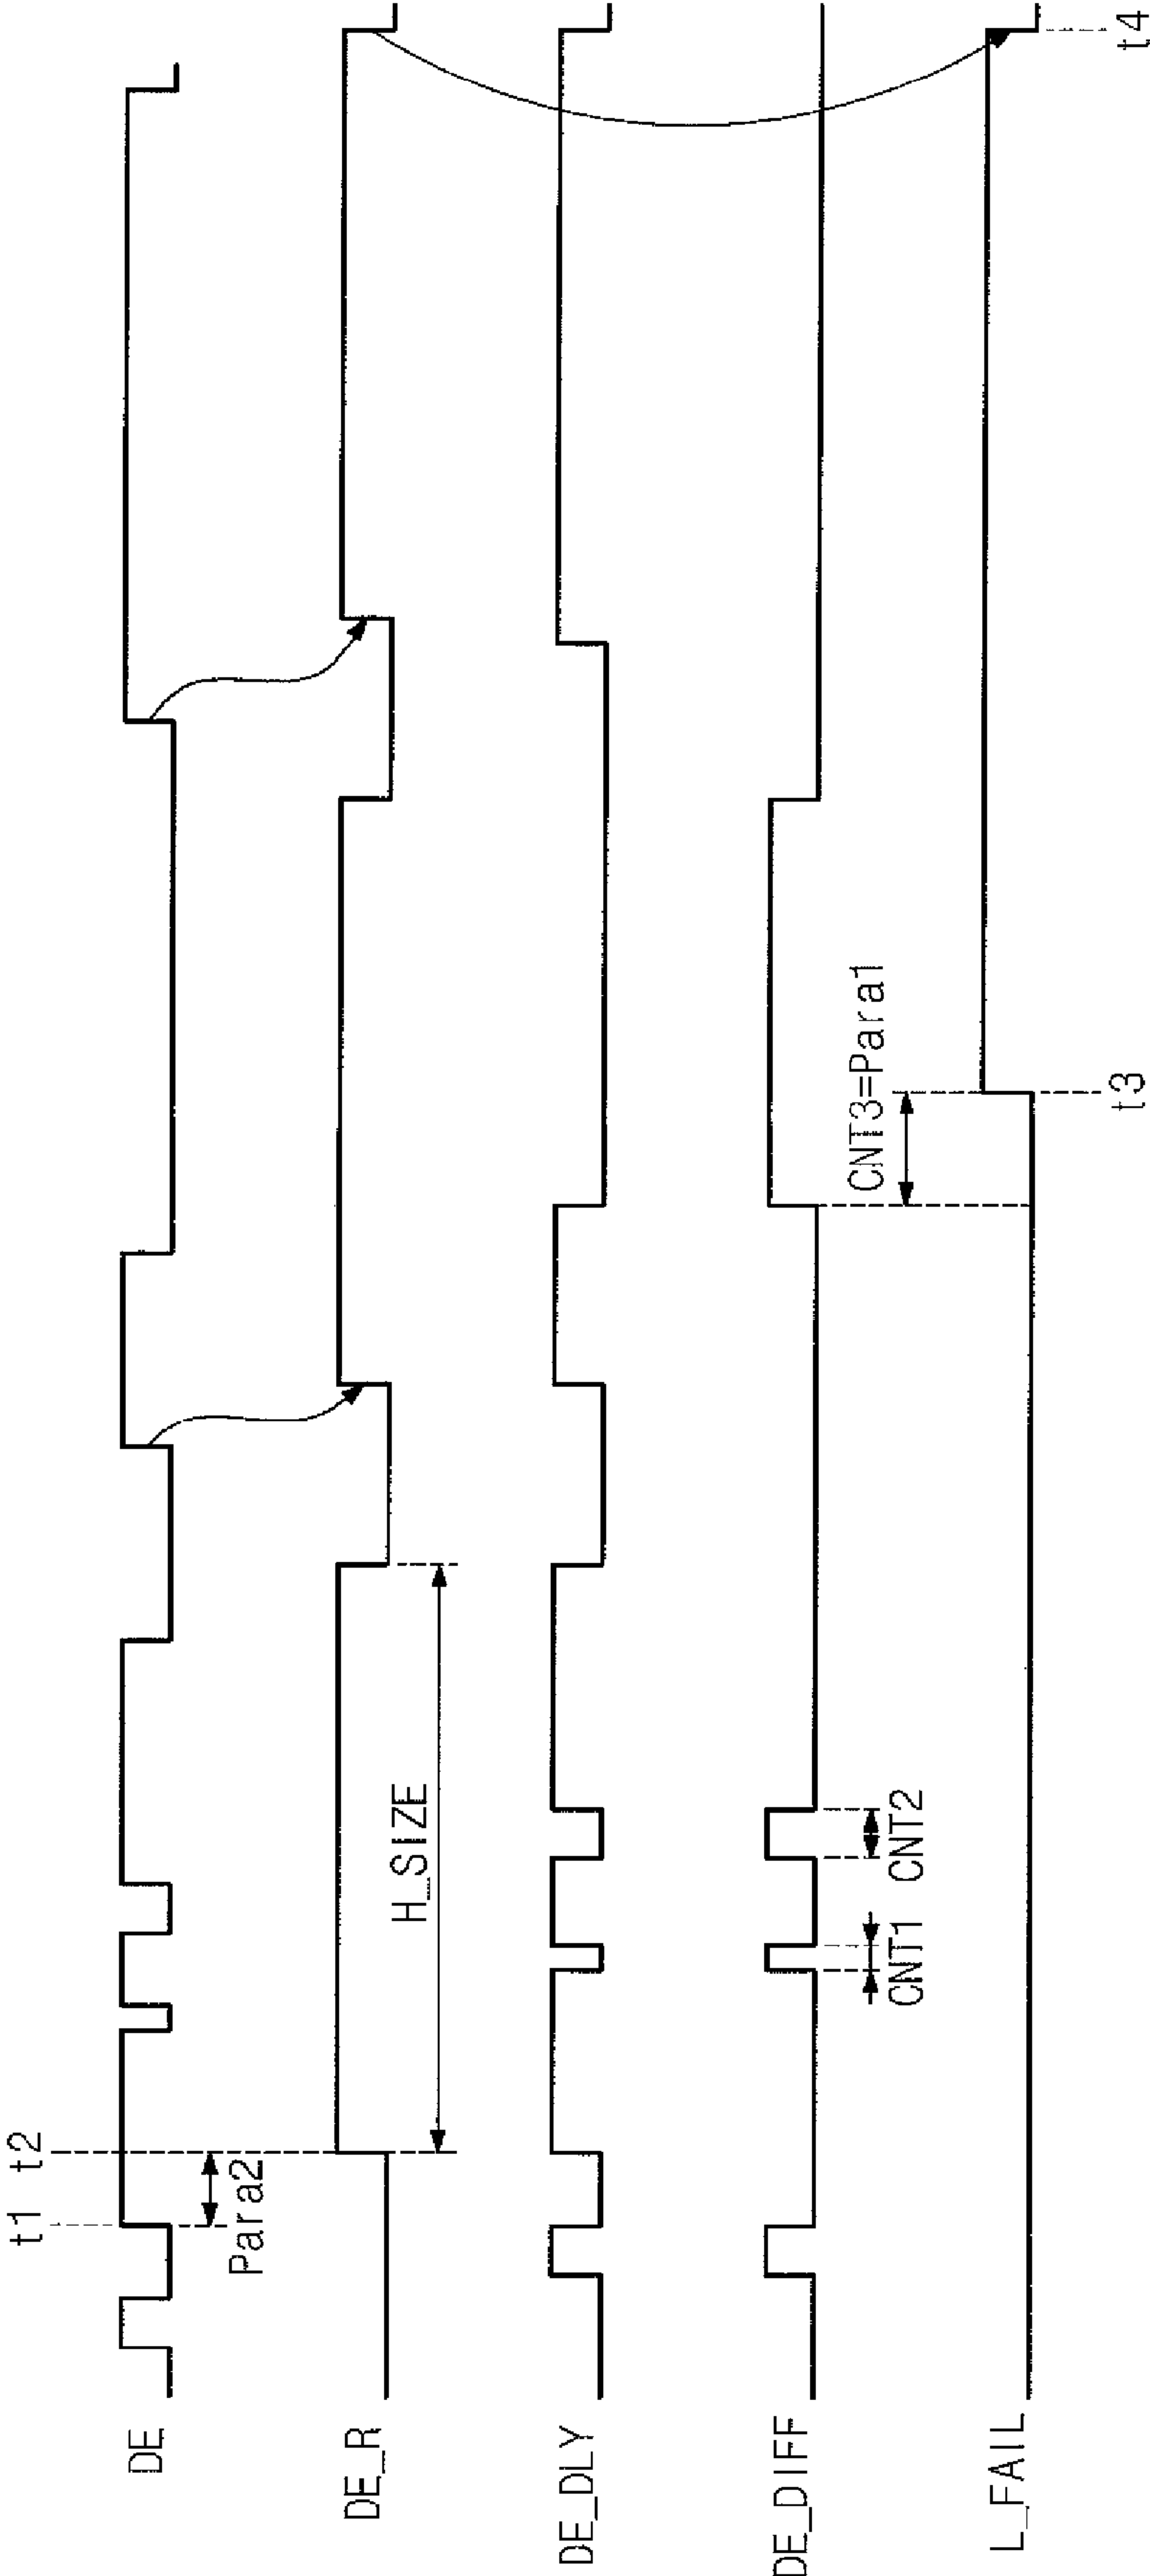 t1 t2
DE
Para2
DE_R
H_SIZE
DE_DLY
DE_DIFF
CNT1 CNT2
CNT3=Para1
L_FAIL
t3
t4